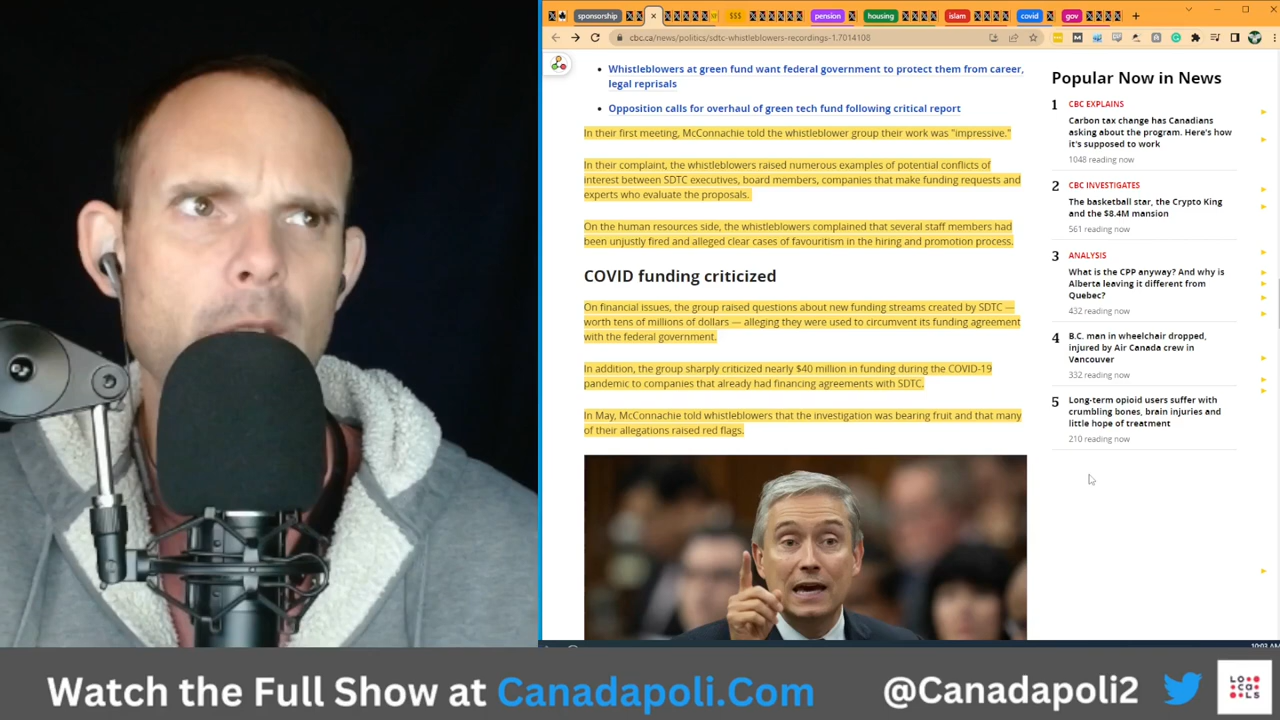 sponsorship
$$$
pension
housing
islam
covid
gov
cbc.ca/news/politics/sdtc-whistleblowers-recordings-1.7014108
Whistleblowers at green fund want federal government to protect them from career,
legal reprisals
Opposition calls for overhaul of green tech fund following critical report
In their first meeting, McConnachie told the whistleblower group their work was "impressive."
In their complaint, the whistleblowers raised numerous examples of potential conflicts of
interest between SDTC executives, board members, companies that make funding requests and
experts who evaluate the proposals.
On the human resources side, the whistleblowers complained that several staff members had
been unjustly fired and alleged clear cases of favouritism in the hiring and promotion process.
COVID funding criticized
On financial issues, the group raised questions about new funding streams created by SDTC —
worth tens of millions of dollars — alleging they were used to circumvent its funding agreement
with the federal government.
In addition, the group sharply criticized nearly $40 million in funding during the COVID-19
pandemic to companies that already had financing agreements with SDTC.
In May, McConnachie told whistleblowers that the investigation was bearing fruit and that many
of their allegations raised red flags.
Popular Now in News
1
CBC EXPLAINS
Carbon tax change has Canadians
asking about the program. Here's how
it's supposed to work
1048 reading now
2
CBC INVESTIGATES
The basketball star, the Crypto King
and the $8.4M mansion
561 reading now
3
ANALYSIS
What is the CPP anyway? And why is
Alberta leaving it different from
Quebec?
432 reading now
4
B.C. man in wheelchair dropped,
injured by Air Canada crew in
Vancouver
332 reading now
5
Long-term opioid users suffer with
crumbling bones, brain injuries and
little hope of treatment
210 reading now
Watch the Full Show at Canadapoli.Com
@Canadapoli2
LO
CA
LS